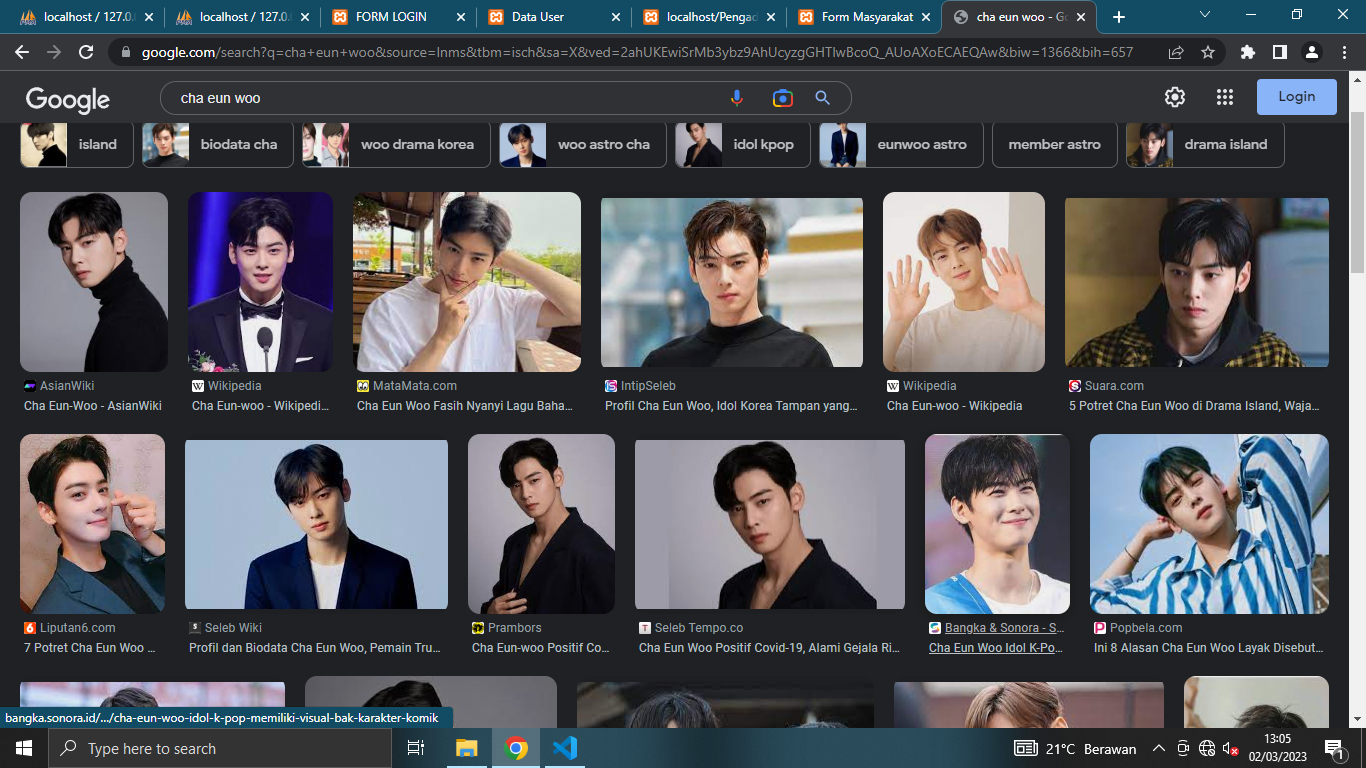 localhost / 127.0.
localhost / 127.0.
FORM LOGIN
Data User
localhost/Pengad
Form Masyarakat
cha eun woo - Go
google.com/search?q=cha+eun+woo&source=lnms&tbm=isch&sa=X&ved=2ahUKEwiSrMb3ybz9AhUcyzgGHTlwBcoQ_AUoAXoECAEQAw&biw=1366&bih=657
Google
cha eun woo
Login
island
biodata cha
woo drama korea
woo astro cha
idol kpop
eunwoo astro
member astro
drama island
AsianWiki
Wikipedia
MataMata.com
IntipSeleb
Wikipedia
Suara.com
Cha Eun-Woo - AsianWiki
Cha Eun-woo - Wikipedi...
Cha Eun Woo Fasih Nyanyi Lagu Baha...
Profil Cha Eun Woo, Idol Korea Tampan yang...
Cha Eun-woo - Wikipedia
5 Potret Cha Eun Woo di Drama Island, Waja...
Liputan6.com
Seleb Wiki
Prambors
Seleb Tempo.co
Bangka & Sonora - S...
Popbela.com
7 Potret Cha Eun Woo ...
Profil dan Biodata Cha Eun Woo, Pemain Tru...
Cha Eun-woo Positif Co...
Cha Eun Woo Positif Covid-19, Alami Gejala Ri...
Cha Eun Woo Idol K-Po...
Ini 8 Alasan Cha Eun Woo Layak Disebut...
bangka.sonora.id/.../cha-eun-woo-idol-k-pop-memiliki-visual-bak-karakter-komik
Type here to search
21°C Berawan
13:05
02/03/2023
1